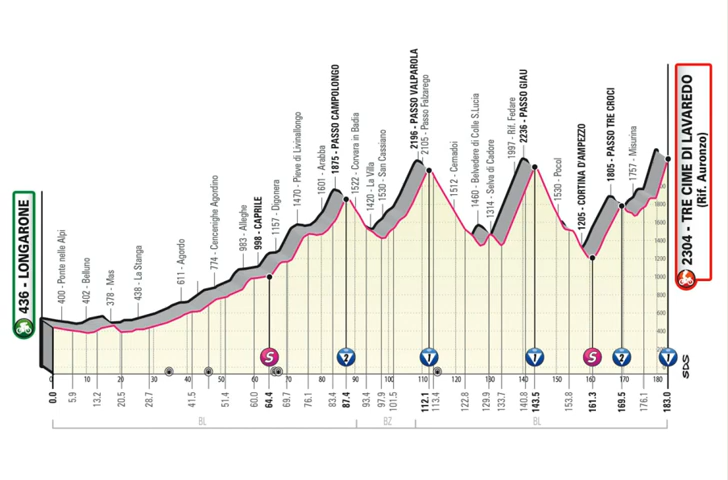 436 - LONGARONE
400 - Ponte nelle Alpi
402 - Belluno
378 - Mas
438 - La Stanga
611 - Agordo
774 - Cencenighe Agordino
983 - Alleghe
998 - CAPRILE
1157 - Digonera
1470 - Pieve di Livinallongo
1601 - Arabba
1875 - PASSO CAMPOLONGO
1522 - Corvara in Badia
1420 - La Villa
1530 - San Cassiano
2196 - PASSO VALPAROLA
2105 - Passo Falzarego
1512 - Cernadoi
1460 - Belvedere di Colle S.Lucia
1314 - Selva di Cadore
1997 - Rif. Fedare
2236 - PASSO GIAU
1530 - Pocol
1205 - CORTINA D'AMPEZZO
1805 - PASSO TRE CROCI
1757 - Misurina
2304 - TRE CIME DI LAVAREDO
(Rif. Auronzo)
1800
1600
1400
1200
1000
800
600
400
S 2 1 1 S 2 1
SDS
0 10 20 30 40 50 60 70 80 90 100 110 120 130 140 150 160 170 180
0.0 5.9 13.2 20.5 28.7 41.5 51.4 60.0 64.4 69.7 76.1 83.4 87.4 93.4 97.9 101.5 112.1 113.4 122.8 129.9 133.7 140.8 143.5 153.8 161.3 169.5 176.1 183.0
BL BZ BL